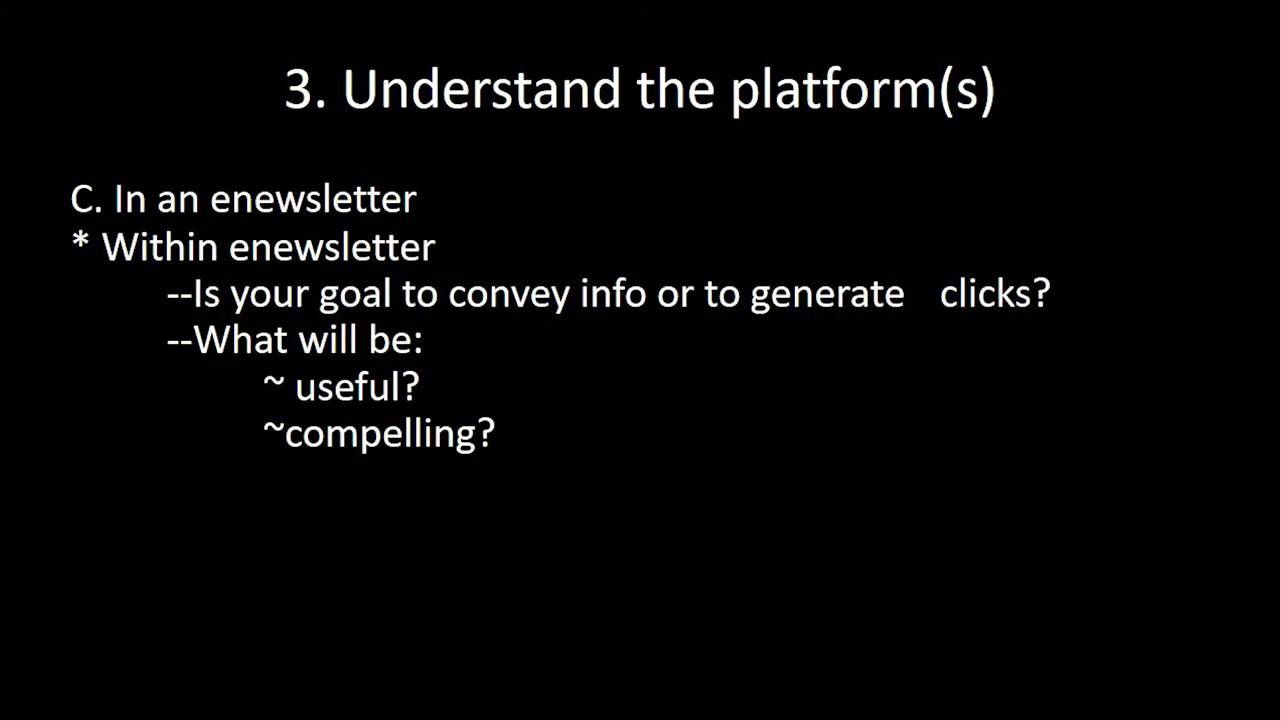 3. Understand the platform(s)
C. In an enewsletter
* Within enewsletter
--Is your goal to convey info or to generate clicks?
--What will be:
~ useful?
~compelling?